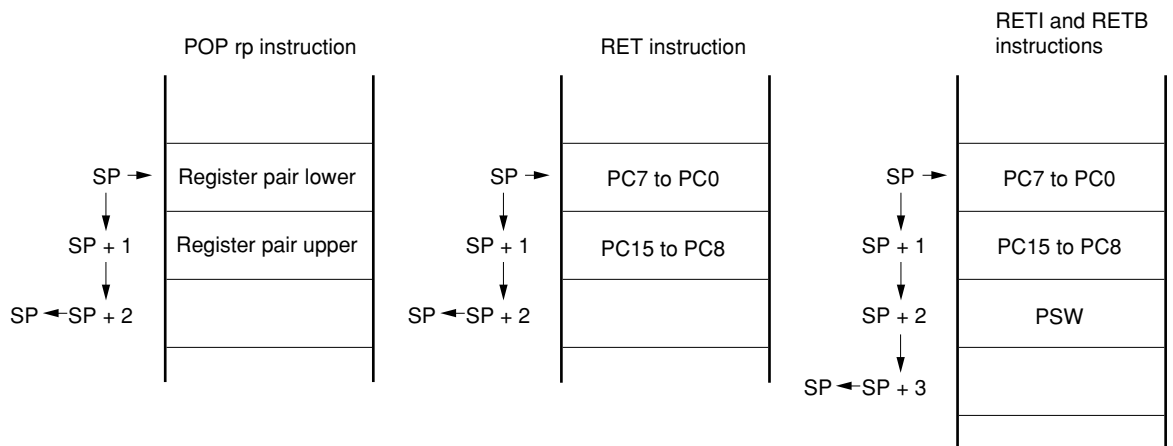 POP rp instruction
SP
Register pair lower
SP + 1
Register pair upper
SP
SP + 2
RET instruction
SP
PC7 to PC0
SP + 1
PC15 to PC8
SP
SP + 2
RETI and RETB
instructions
SP
PC7 to PC0
SP + 1
PC15 to PC8
SP + 2
PSW
SP
SP + 3